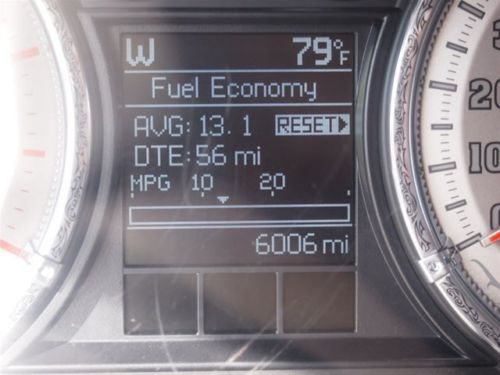 W 79°F
Fuel Economy
AVG: 13.1 RESET
DTE: 56 mi
MPG 10 20
6006 mi